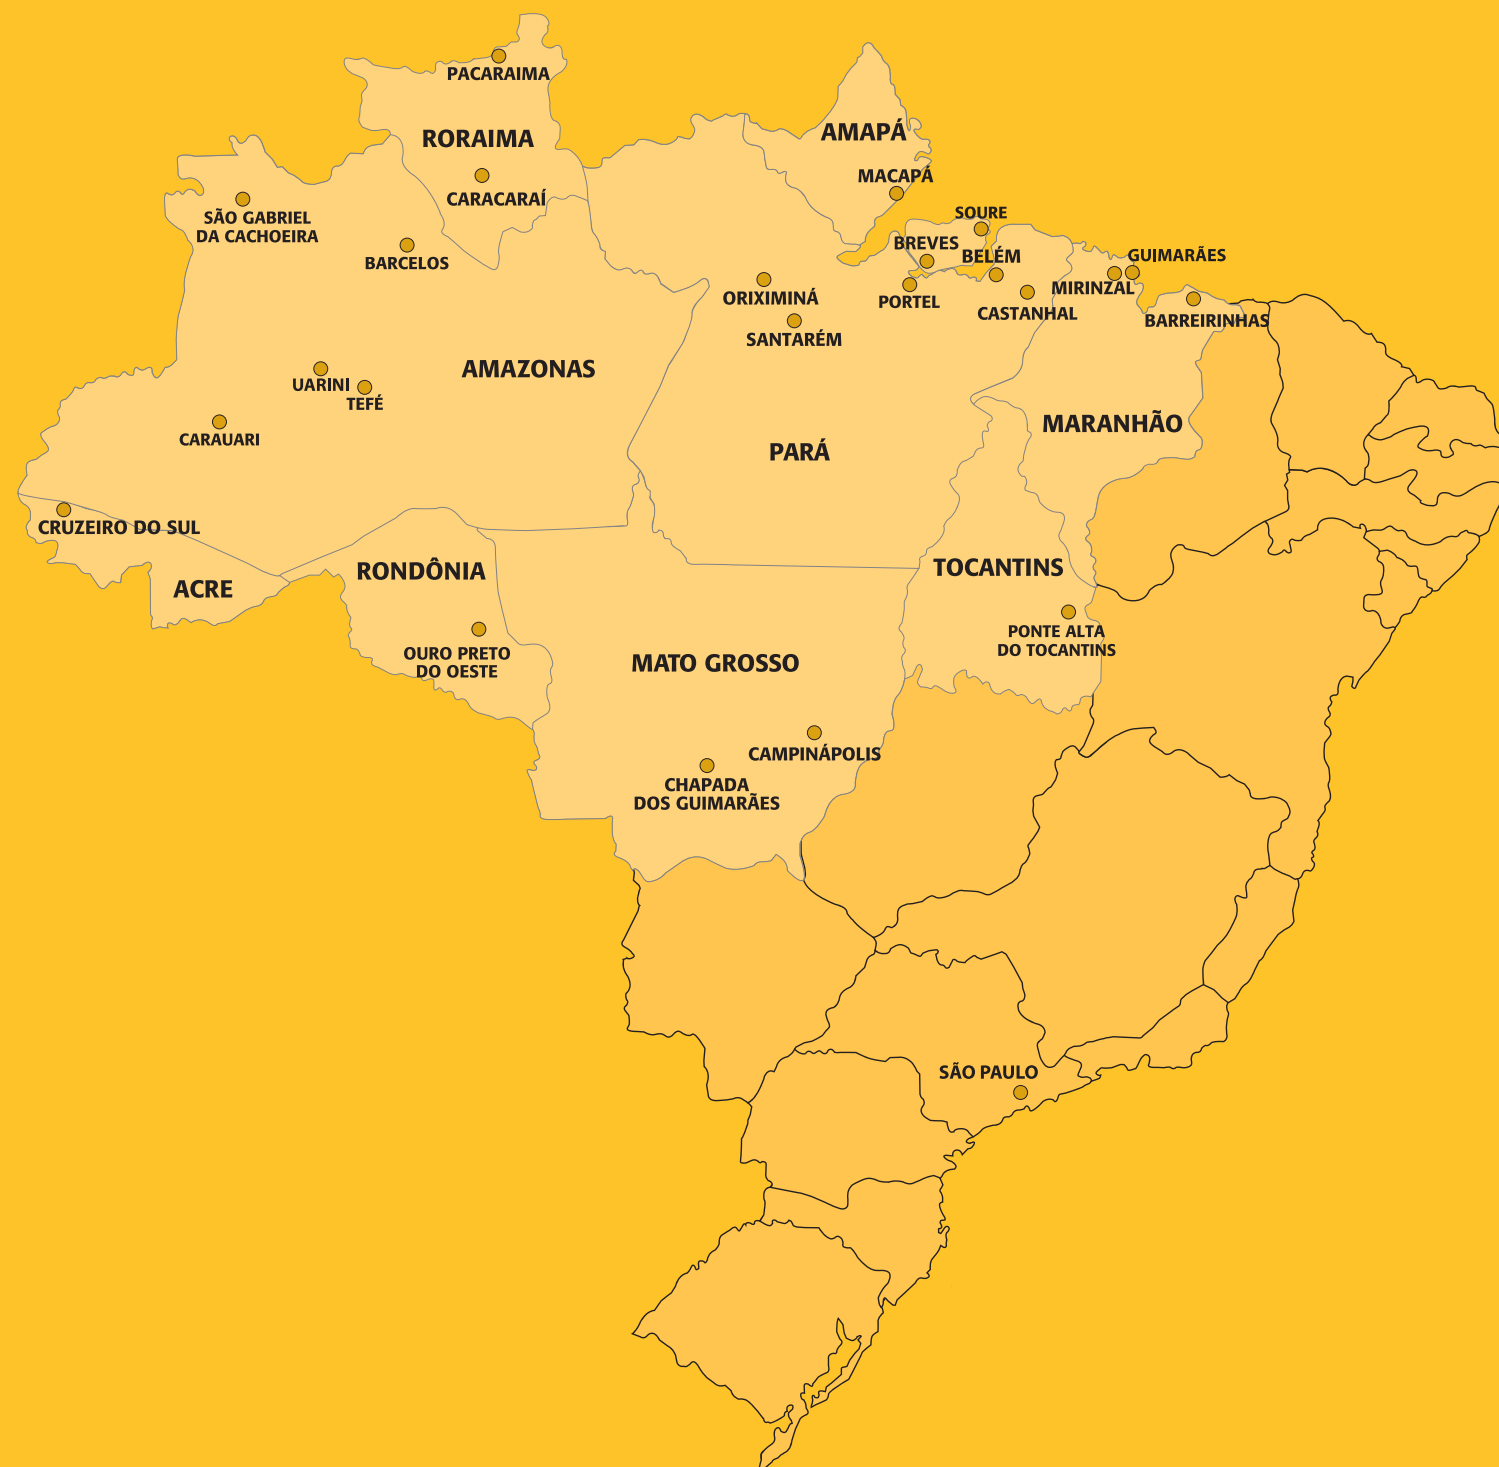 PACARAIMA
RORAIMA
AMAPÁ
MACAPÁ
CARACARAÍ
SÃO GABRIEL
DA CACHOEIRA
SOURE
BREVES
BELÉM
GUIMARÃES
BARCELOS
ORIXIMINÁ
PORTEL
MIRINZAL
CASTANHAL
BARREIRINHAS
SANTARÉM
AMAZONAS
UARINI
TEFÉ
CARAUARI
MARANHÃO
PARÁ
CRUZEIRO DO SUL
ACRE
RONDÔNIA
TOCANTINS
PONTE ALTA
DO TOCANTINS
OURO PRETO
DO OESTE
MATO GROSSO
CAMPINÁPOLIS
CHAPADA
DOS GUIMARÃES
SÃO PAULO